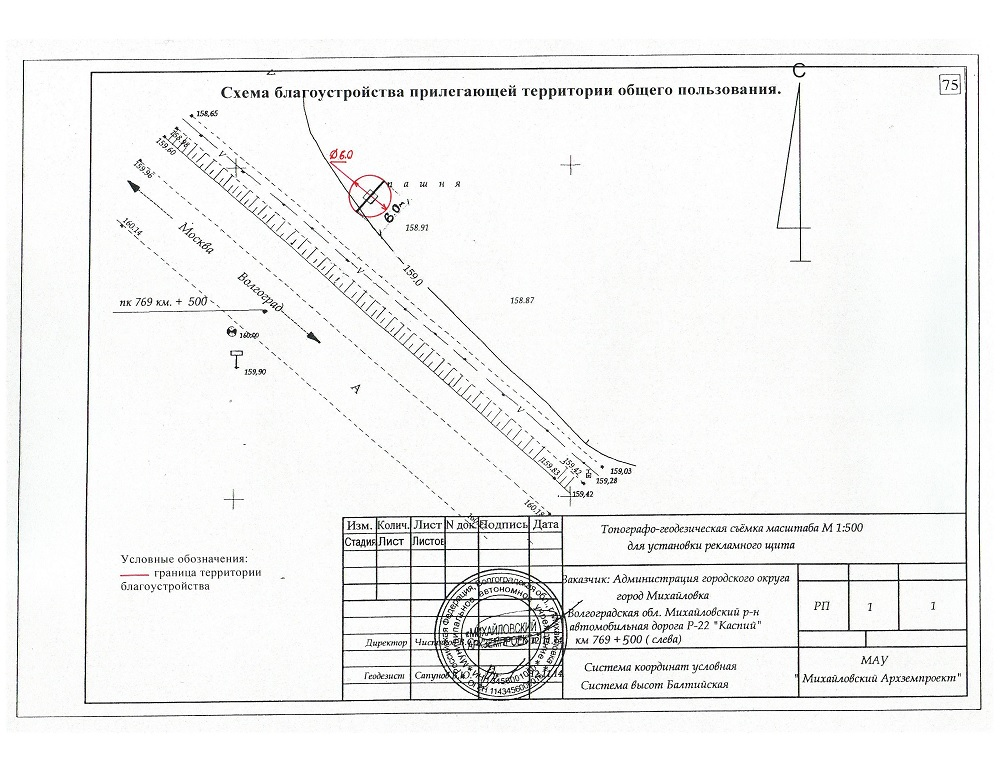 75
С
Схема благоустройства прилегающей территории общего пользования.
158,65
159.60
159.96
160.14
Ø6.0
п а ш н я
6.0
158.91
Москва
159.0
V
V
V
Волгоград
158.87
пк 769 км. + 500
160.00
159,90
А
159.83
159.42
159,03
159,28
159,42
Условные обозначения:
граница территории
благоустройства
Изм. Колич. Лист N док. Подпись Дата
Стадия Лист Листов
Топографо-геодезическая съёмка масштаба М 1:500
для установки рекламного щита
Заказчик: Администрация городского округа
город Михайловка
Волгоградская обл. Михайловский р-н
автомобильная дорога Р-22 "Каспий"
км 769 +500 ( слева)
РП 1 1
Директор
Геодезист Сапунов
Система координат условная
Система высот Балтийская
МАУ
" Михайловский Архземпроект"